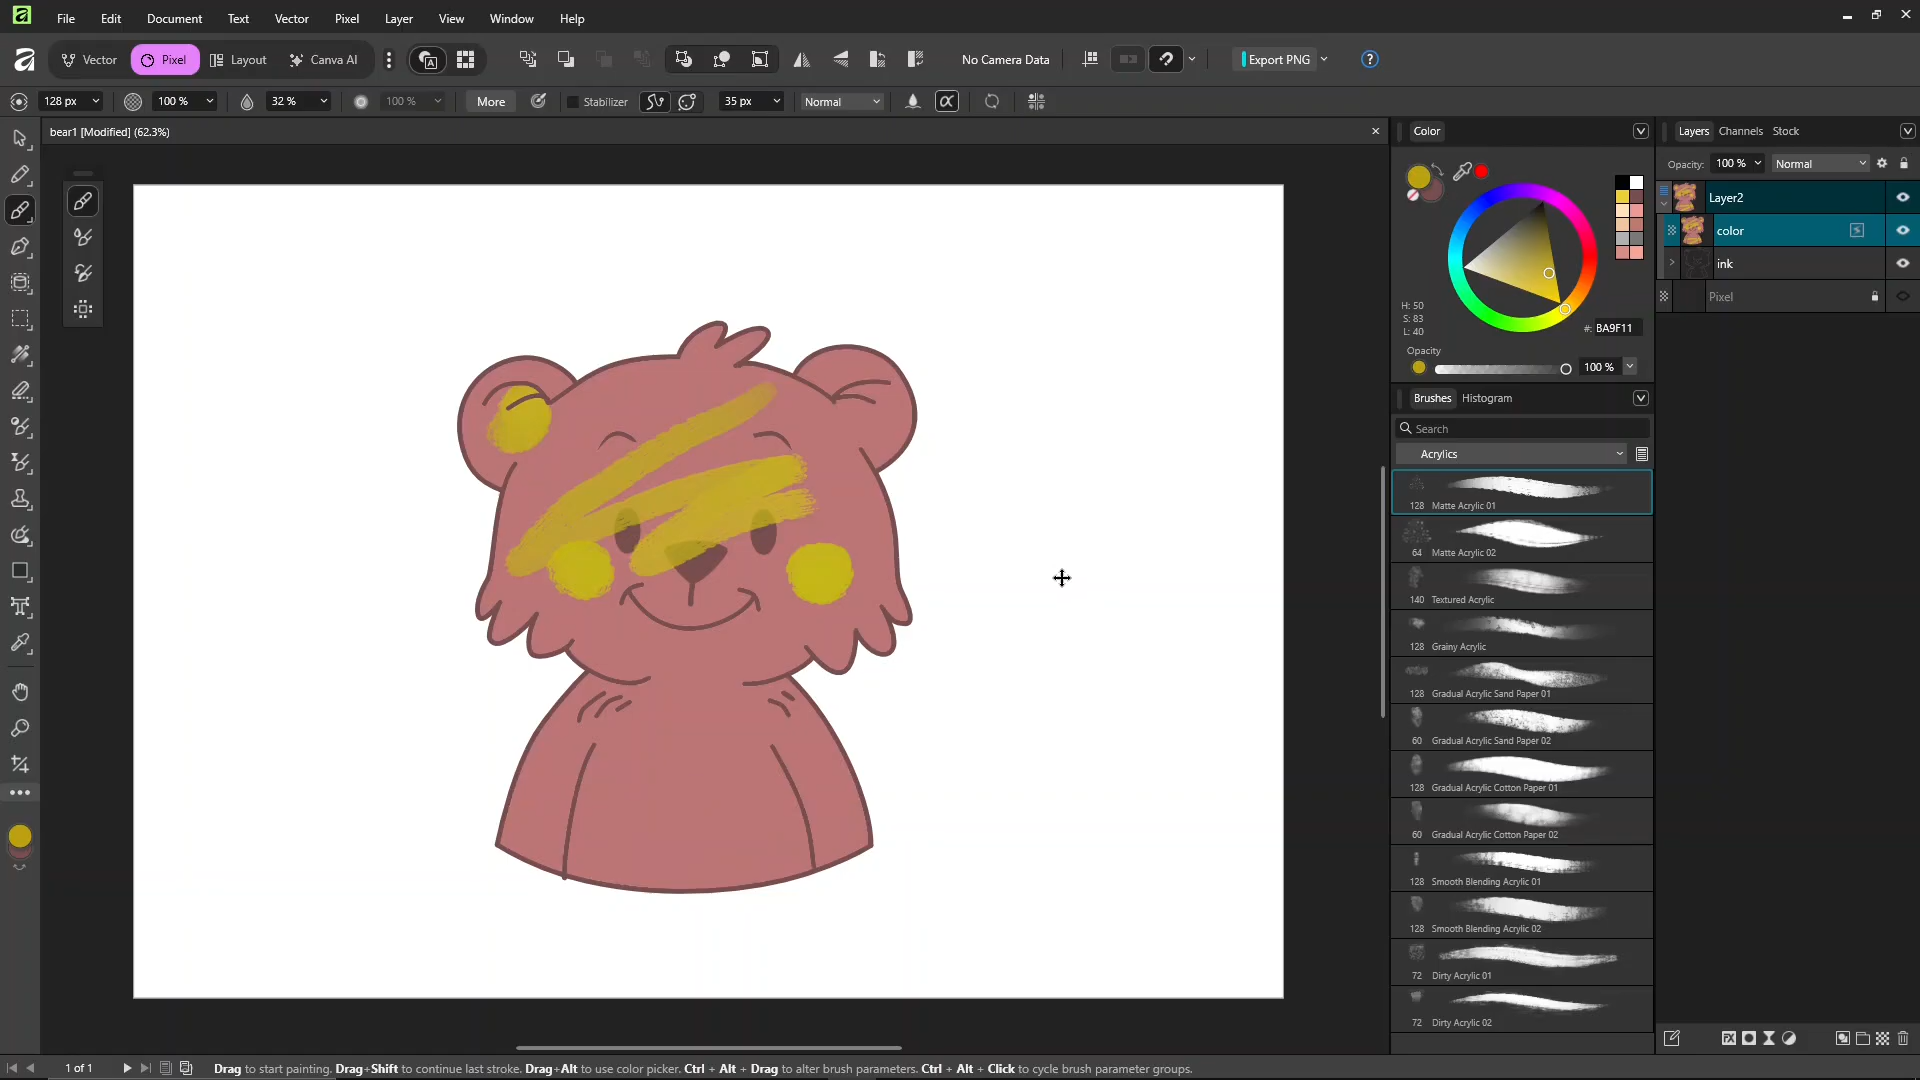 File Edit Document Text Vector Pixel Layer View Window Help
Vector Pixel Layout Canva AI No Camera Data Export PNG ?
128 px 100 % 32 % 100 % More Stabilizer 35 px Normal
bear1 [Modified] (62.3%)
Color
H: 50
S: 83
L: 40
#: BA9F11
Opacity
100 %
Brushes Histogram
Search
Acrylics
128 Matte Acrylic 01
64 Matte Acrylic 02
140 Textured Acrylic
128 Grainy Acrylic
128 Gradual Acrylic Sand Paper 01
60 Gradual Acrylic Sand Paper 02
128 Gradual Acrylic Cotton Paper 01
60 Gradual Acrylic Cotton Paper 02
128 Smooth Blending Acrylic 01
128 Smooth Blending Acrylic 02
72 Dirty Acrylic 01
72 Dirty Acrylic 02
Layers Channels Stock
Opacity: 100 % Normal
Layer2
color
ink
Pixel
1 of 1 Drag to start painting. Drag+Shift to continue last stroke. Drag+Alt to use color picker. Ctrl + Alt + Drag to alter brush parameters. Ctrl + Alt + Click to cycle brush parameter groups.